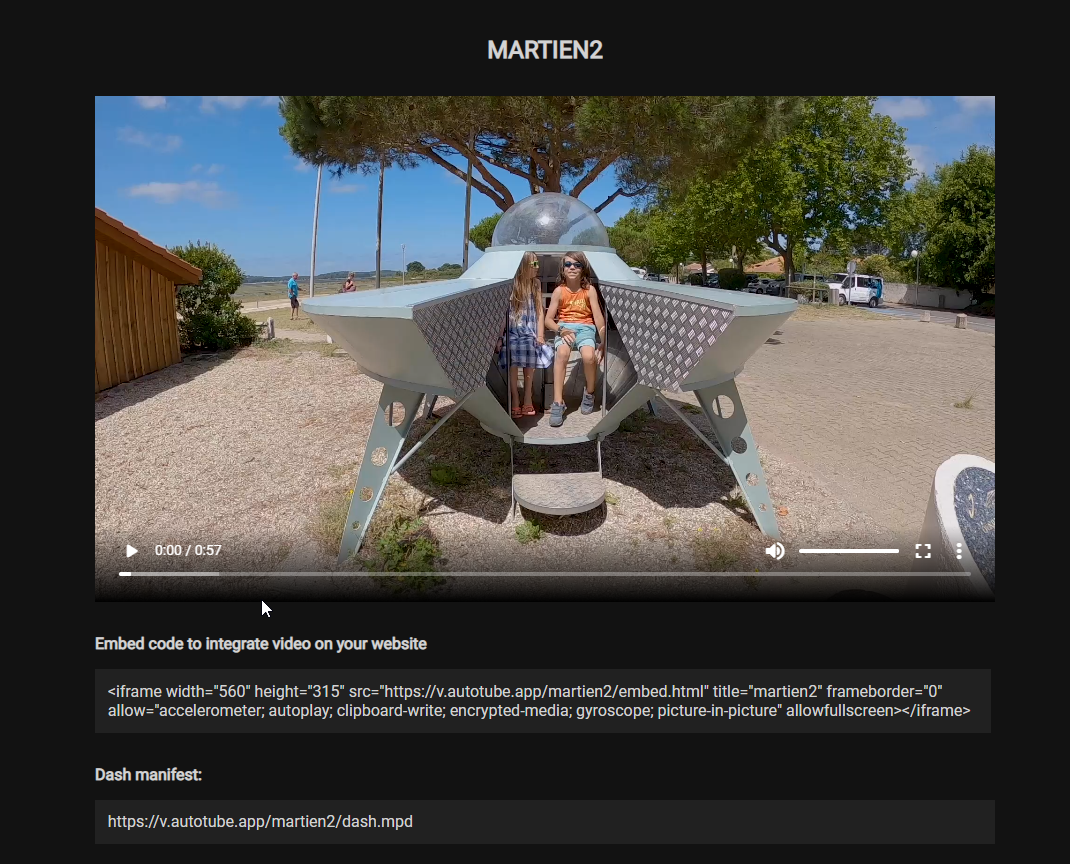 MARTIEN2
0:00 / 0:57
Embed code to integrate video on your website
<iframe width="560" height="315" src="https://v.autotube.app/martien2/embed.html" title="martien2" frameborder="0"
allow="accelerometer; autoplay; clipboard-write; encrypted-media; gyroscope; picture-in-picture" allowfullscreen></iframe>
Dash manifest:
https://v.autotube.app/martien2/dash.mpd